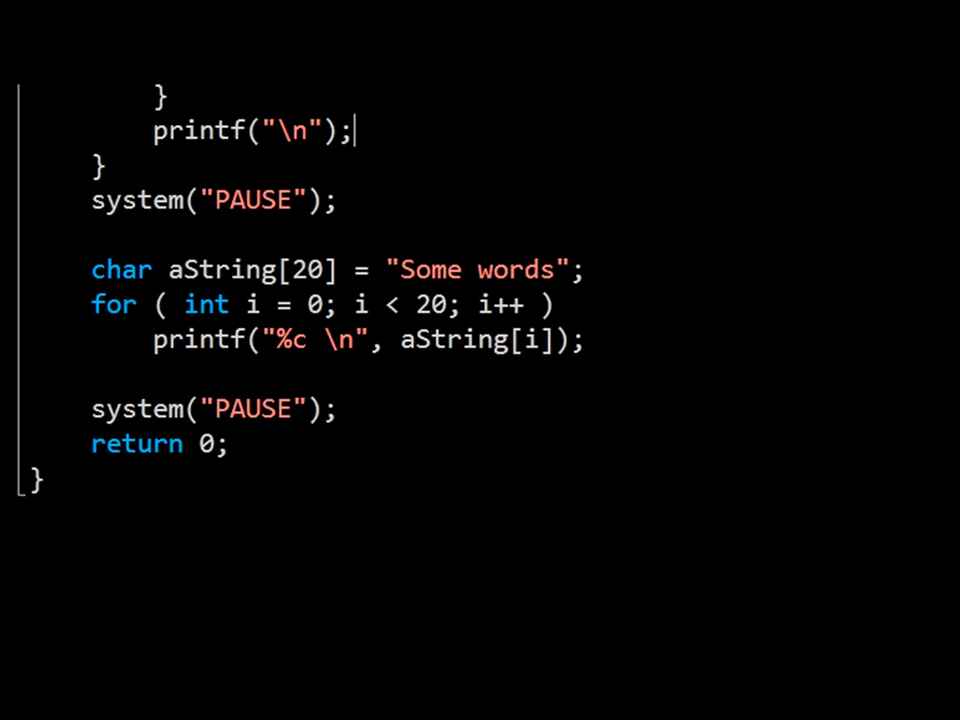 }
printf("\n");
}
system("PAUSE");
char aString[20] = "Some words";
for ( int i = 0; i < 20; i++ )
printf("%c \n", aString[i]);
system("PAUSE");
return 0;
}